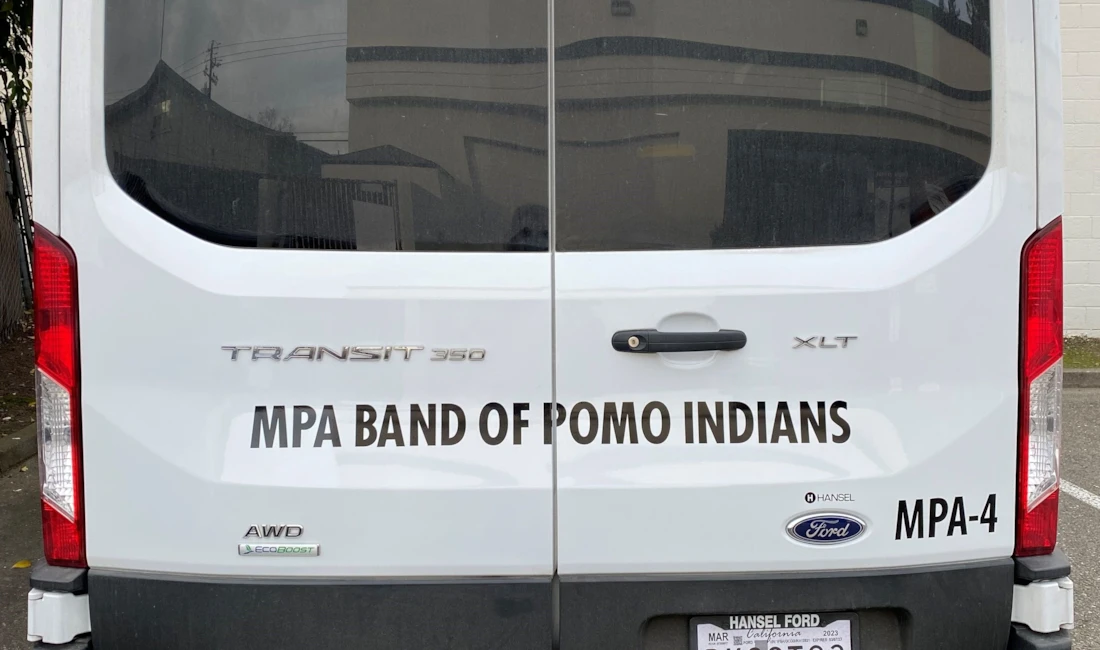 TRANSIT 350
XLT
MPA BAND OF POMO INDIANS
HANSEL
AWD
Ford
MPA-4
ECOBOOST
HANSEL FORD
MAR California 2023